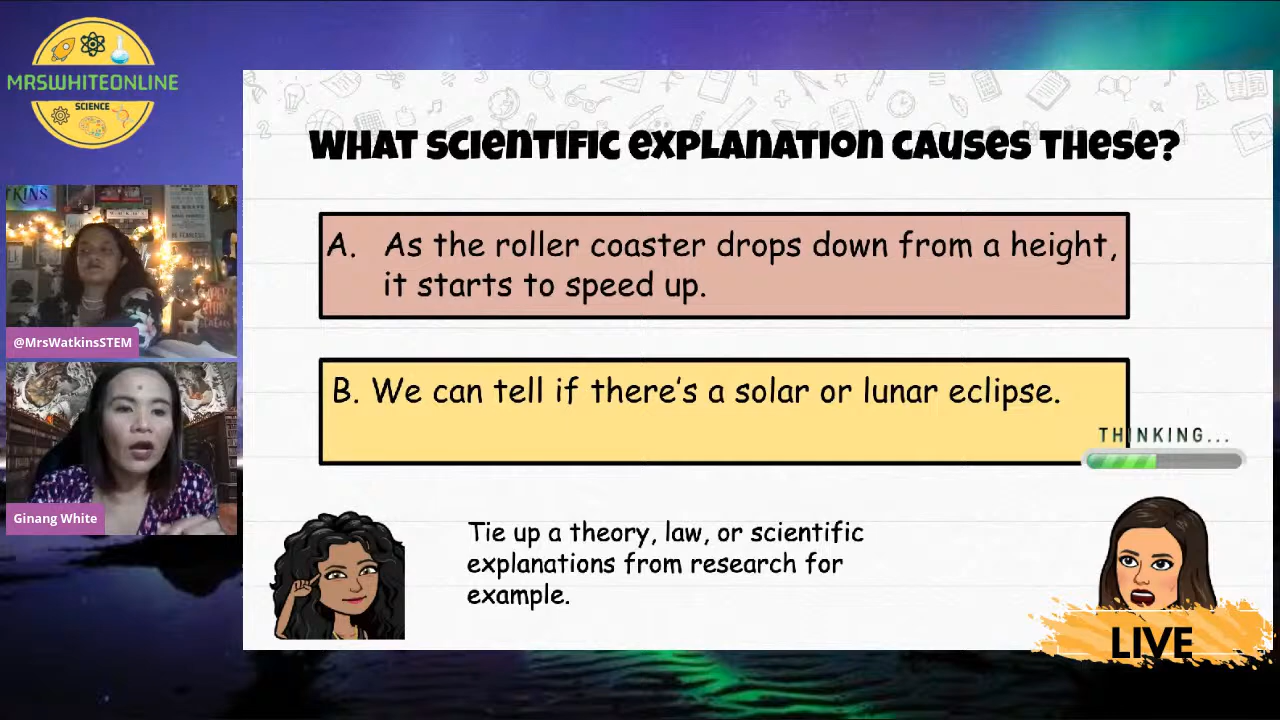 MRSWHITEONLINE
SCIENCE
WHAT SCIENTIFIC EXPLANATION CAUSES THESE?
A. As the roller coaster drops down from a height,
it starts to speed up.
B. We can tell if there's a solar or lunar eclipse.
THINKING...
KINS
@MrsWatkinsSTEM
Ginang White
Tie up a theory, law, or scientific
explanations from research for
example.
LIVE